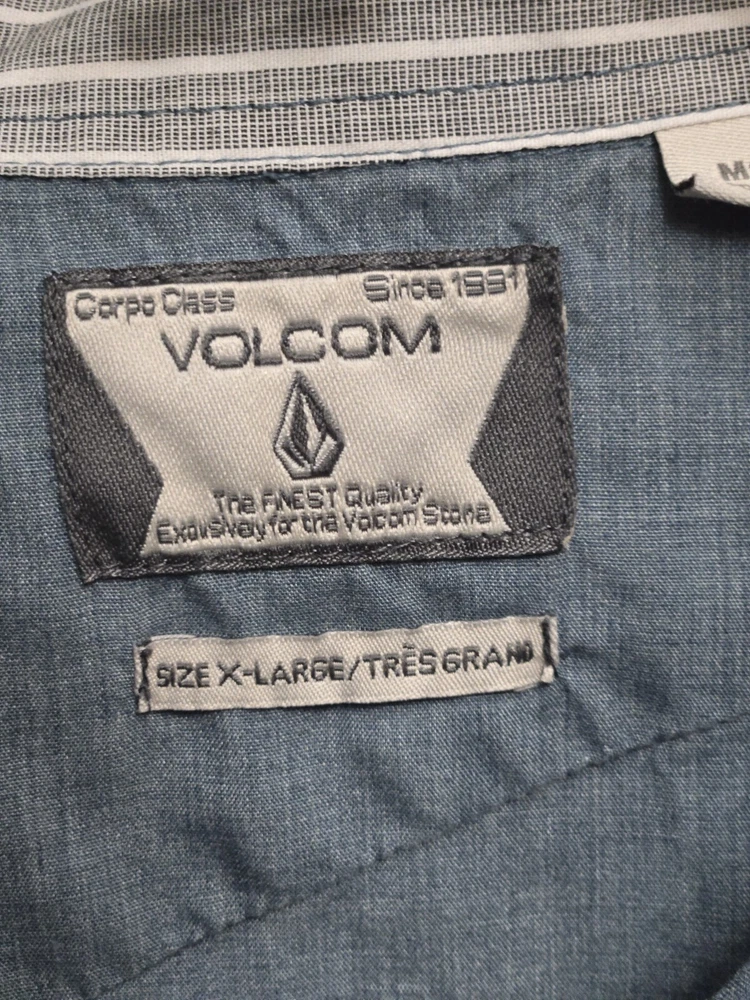 Corpo Class Since 1991
VOLCOM
The FINEST Quality
Exclusively for the Volcom Stone
SIZE X-LARGE/TRÈS GRAND